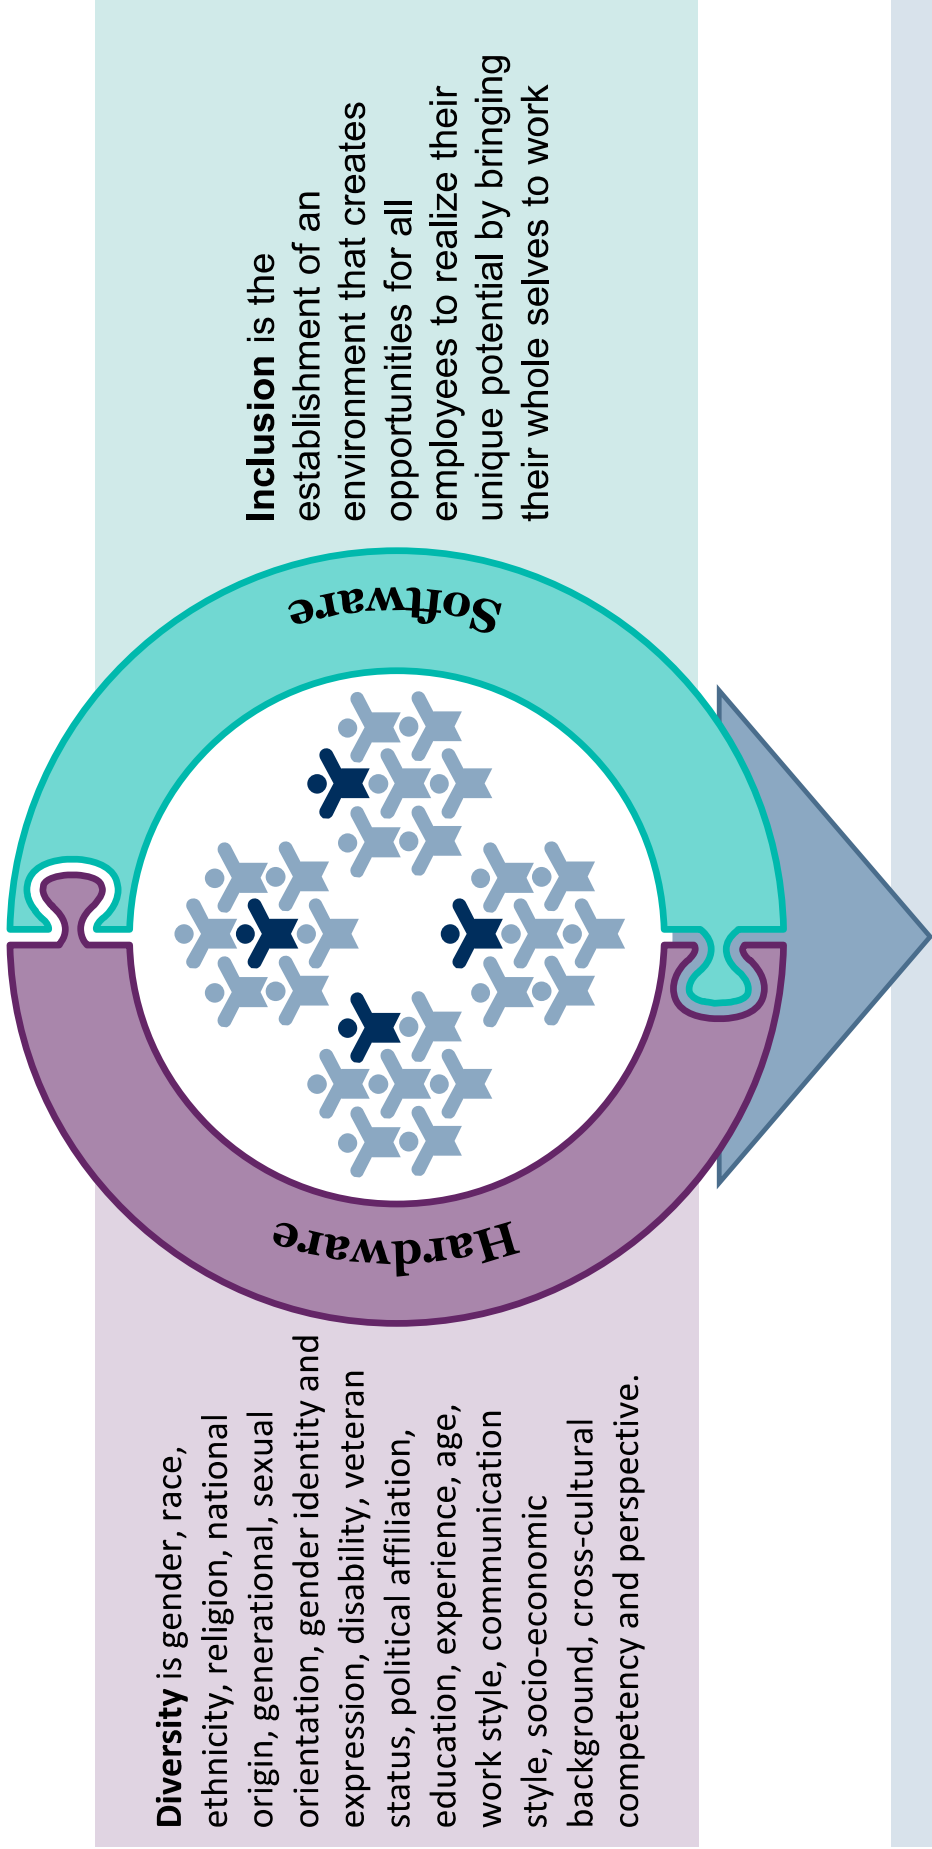 Diversity is gender, race,
ethnicity, religion, national
origin, generational, sexual
orientation, gender identity and
expression, disability, veteran
status, political affiliation,
education, experience, age,
work style, communication
style, socio-economic
background, cross-cultural
competency and perspective.
Hardware
Software
Inclusion is the
establishment of an
environment that creates
opportunities for all
employees to realize their
unique potential by bringing
their whole selves to work